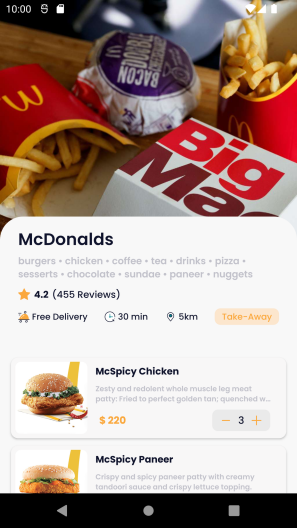 10:00
BACON
DOUBLE
Big
Mac
McDonalds
burgers • chicken • coffee • tea • drinks • pizza •
sesserts • chocolate • sundae • paneer • nuggets
4.2 (455 Reviews)
Free Delivery 30 min 5km Take-Away
McSpicy Chicken
Zesty and redolent whole muscle leg meat
patty: Fried to perfect golden tan; quenched w...
$ 220 − 3 +
McSpicy Paneer
Crispy and spicy paneer patty with creamy
tandoori sauce and crispy lettuce topping.